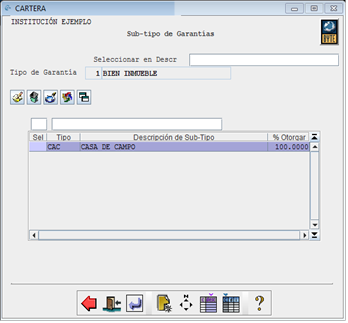 CARTERA
INSTITUCIÓN EJEMPLO
Sub-tipo de Garantias
BYTE
Seleccionar en Descr
Tipo de Garantía 1 BIEN INMUEBLE
Sel Tipo Descripción de Sub-Tipo % Otorgar
CAC CASA DE CAMPO 100.0000
N